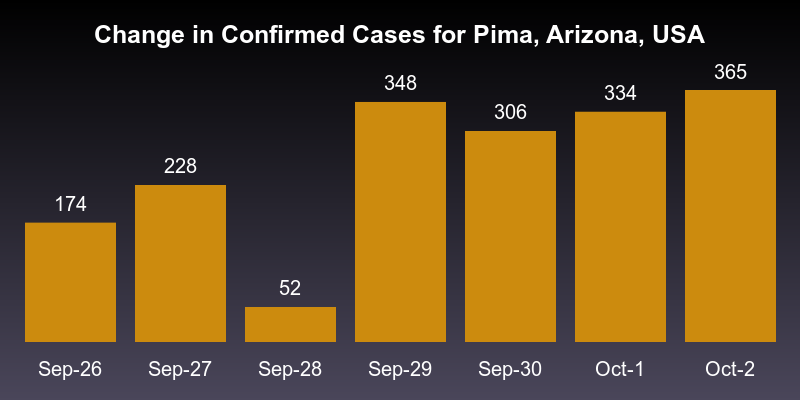 Change in Confirmed Cases for Pima, Arizona, USA
174 228 52 348 306 334 365
Sep-26 Sep-27 Sep-28 Sep-29 Sep-30 Oct-1 Oct-2